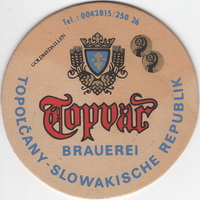 Tel.: 0042815 / 250 26
GOLDMEDAILLEN
Topvar
BRAUEREI
TOPOĽČANY-SLOWAKISCHE REPUBLIK